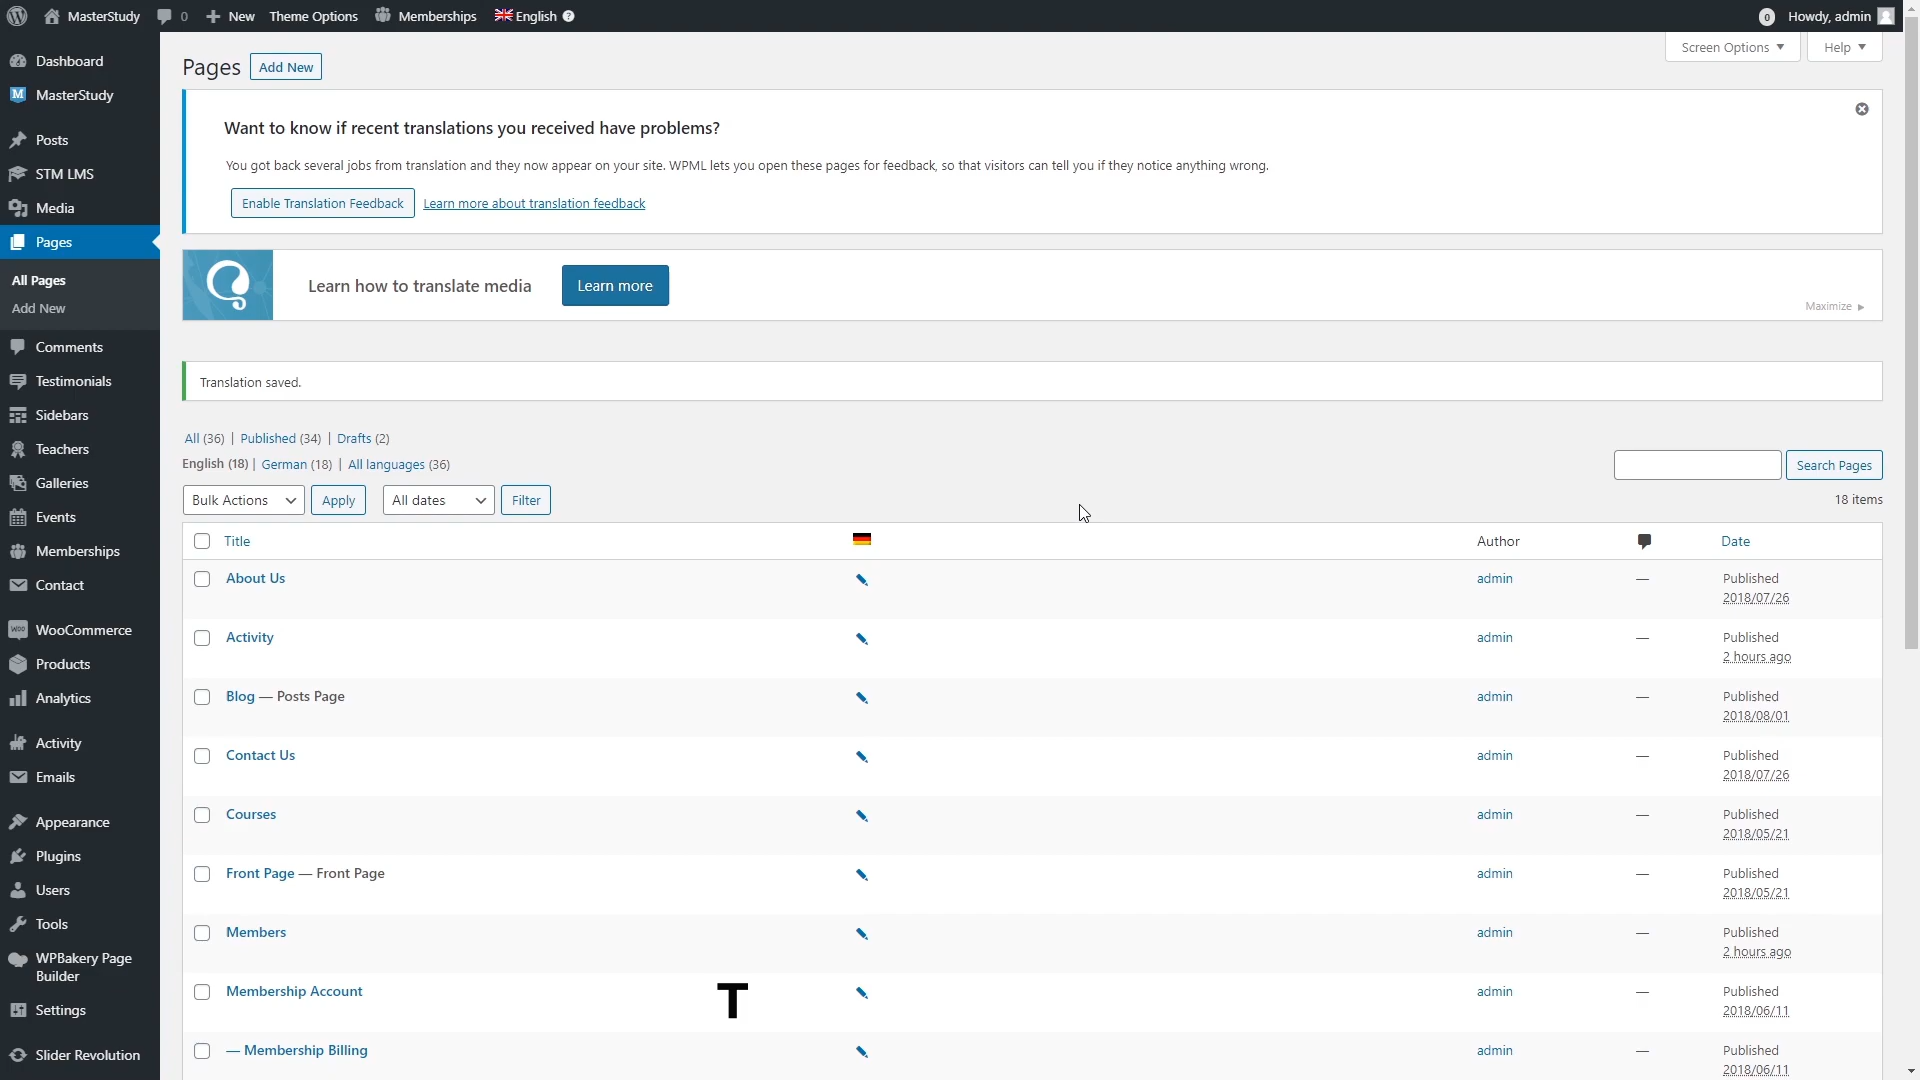 MasterStudy 0 New Theme Options Memberships English 0 Howdy, admin
Screen Options Help
Dashboard
MasterStudy
Posts
STM LMS
Media
Pages
All Pages
Add New
Comments
Testimonials
Sidebars
Teachers
Galleries
Events
Memberships
Contact
WooCommerce
Products
Analytics
Activity
Emails
Appearance
Plugins
Users
Tools
WPBakery Page
Builder
Settings
Slider Revolution
Pages Add New
Want to know if recent translations you received have problems?
You got back several jobs from translation and they now appear on your site. WPML lets you open these pages for feedback, so that visitors can tell you if they notice anything wrong.
Enable Translation Feedback Learn more about translation feedback
Learn how to translate media Learn more
Maximize
Translation saved.
All (36) | Published (34) | Drafts (2)
English (18) | German (18) | All languages (36)
Search Pages
Bulk Actions Apply All dates Filter 18 items
Title Author Date
About Us admin — Published
2018/07/26
Activity admin — Published
2 hours ago
Blog — Posts Page admin — Published
2018/08/01
Contact Us admin — Published
2018/07/26
Courses admin — Published
2018/05/21
Front Page — Front Page admin — Published
2018/05/21
Members admin — Published
2 hours ago
Membership Account admin — Published
2018/06/11
T
— Membership Billing admin — Published
2018/06/11